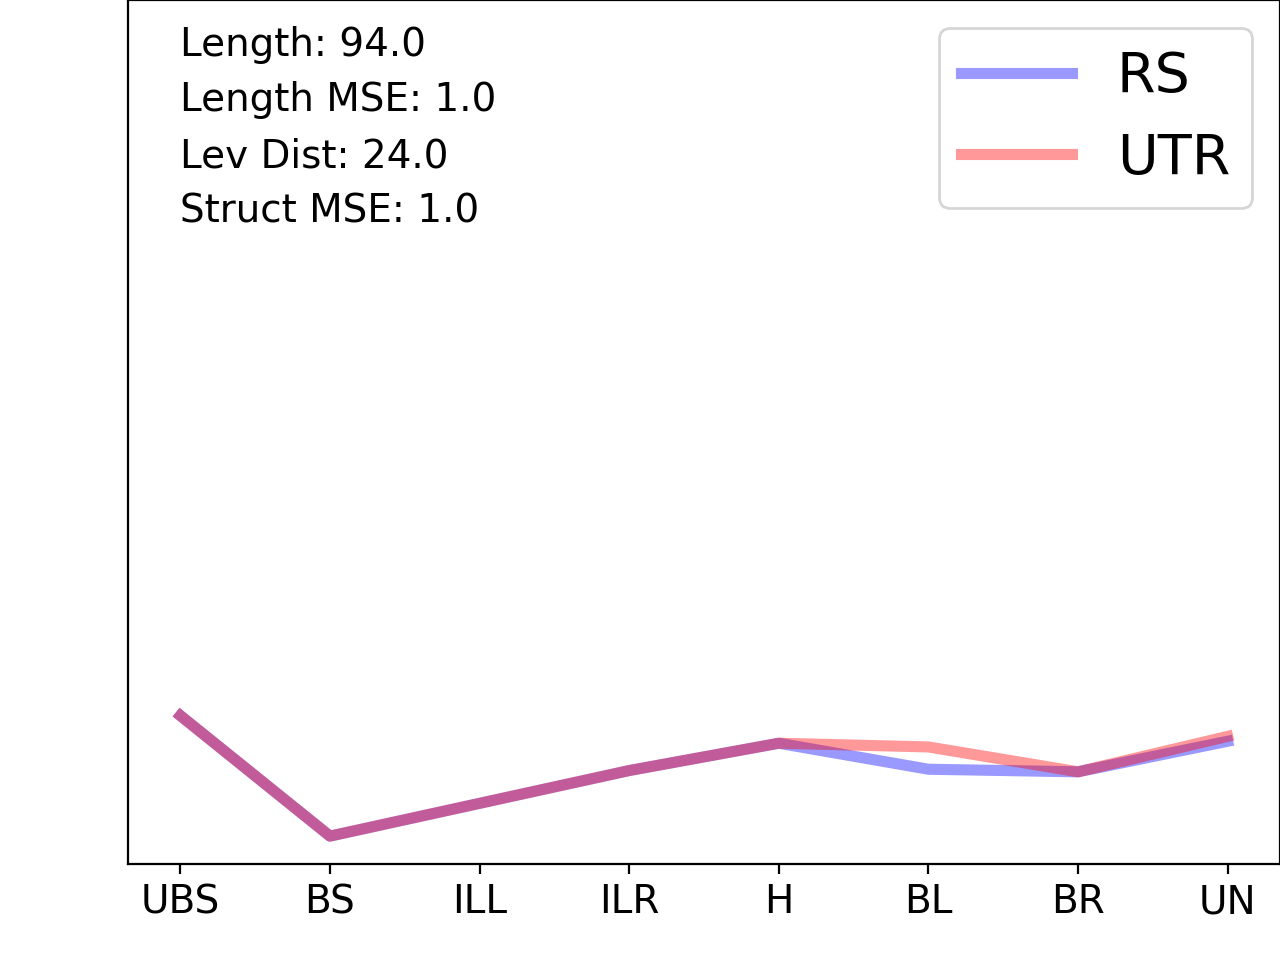 Length: 94.0
Length MSE: 1.0
Lev Dist: 24.0
Struct MSE: 1.0
RS
UTR
UBS BS ILL ILR H BL BR UN